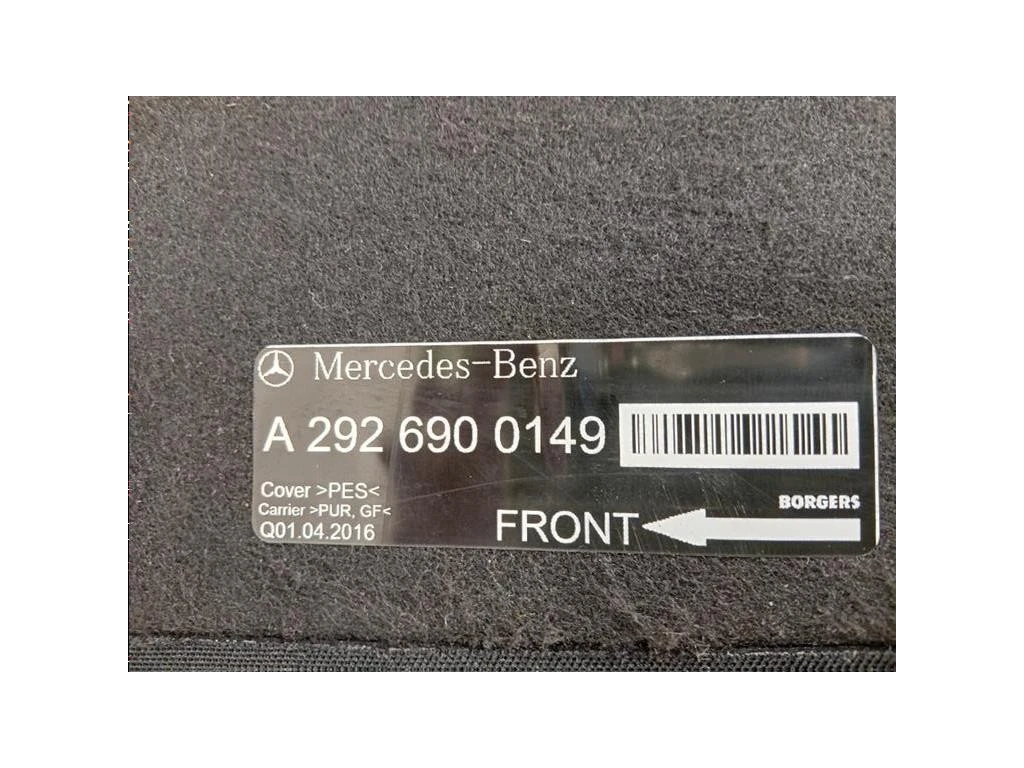 Mercedes-Benz
A 292 690 0149
Cover >PES<
Carrier >PUR, GF<
Q01.04.2016
BORGERS
FRONT